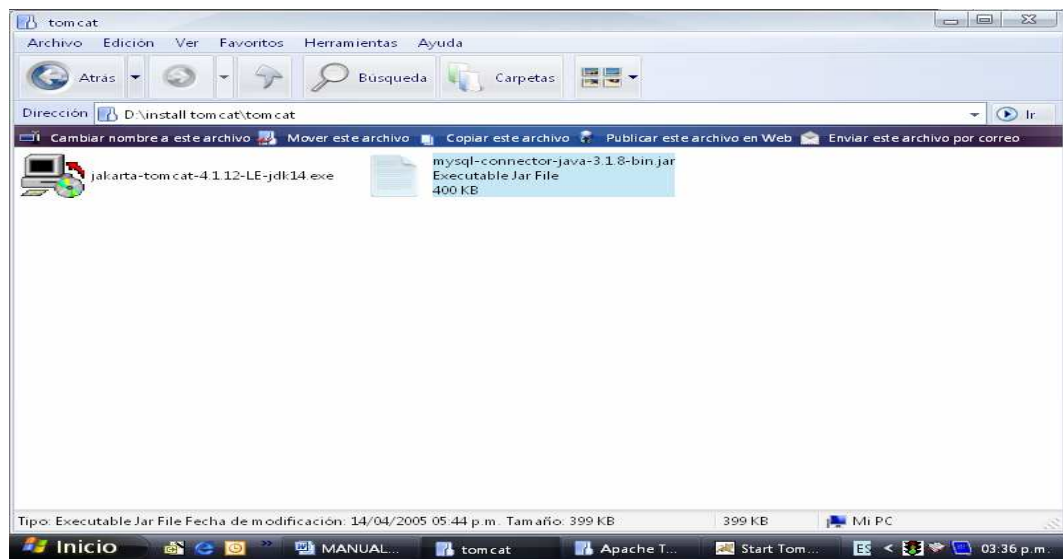 tomcat
Archivo Edición Ver Favoritos Herramientas Ayuda
Atrás Búsqueda Carpetas
Dirección D:\install tomcat\tomcat Ir
Cambiar nombre a este archivo Mover este archivo Copiar este archivo Publicar este archivo en Web Enviar este archivo por correo
jakarta-tomcat-4.1.12-LE-jdk14.exe
mysql-connector-java-3.1.8-bin.jar
Executable Jar File
400 KB
Tipo: Executable Jar File Fecha de modificación: 14/04/2005 05:44 p.m. Tamaño: 399 KB 399 KB Mi PC
Inicio » MANUAL... tomcat Apache T... Start Tom... ES < 03:36 p.m.